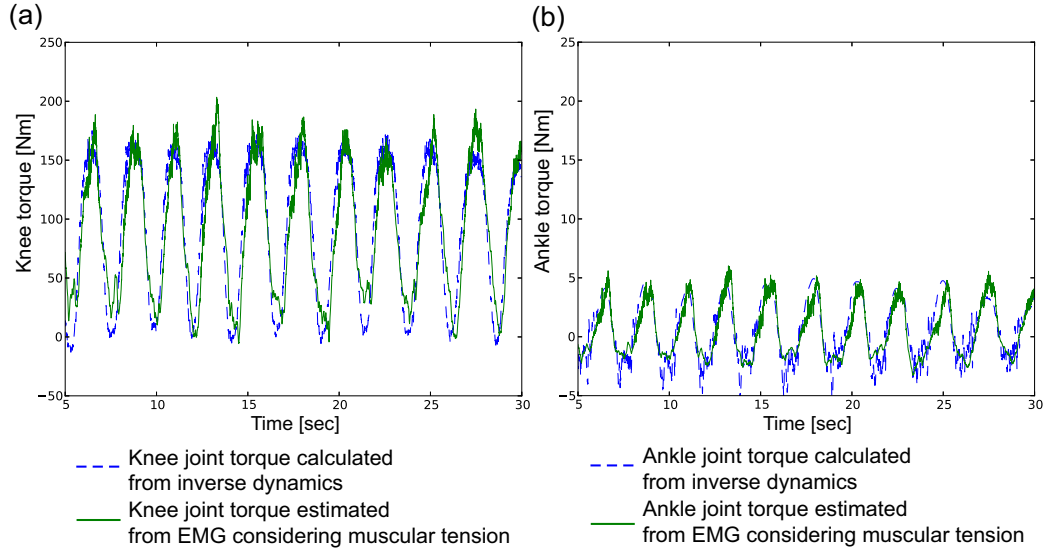 (a)
250
200
150
100
50
0
−50
5
10
15
20
25
30
Knee torque [Nm]
Time [sec]
Knee joint torque calculated
from inverse dynamics
Knee joint torque estimated
from EMG considering muscular tension
(b)
25
20
15
10
5
0
5
5
10
15
20
25
30
Ankle torque [Nm]
Time [sec]
Ankle joint torque calculated
from inverse dynamics
Ankle joint torque estimated
from EMG considering muscular tension